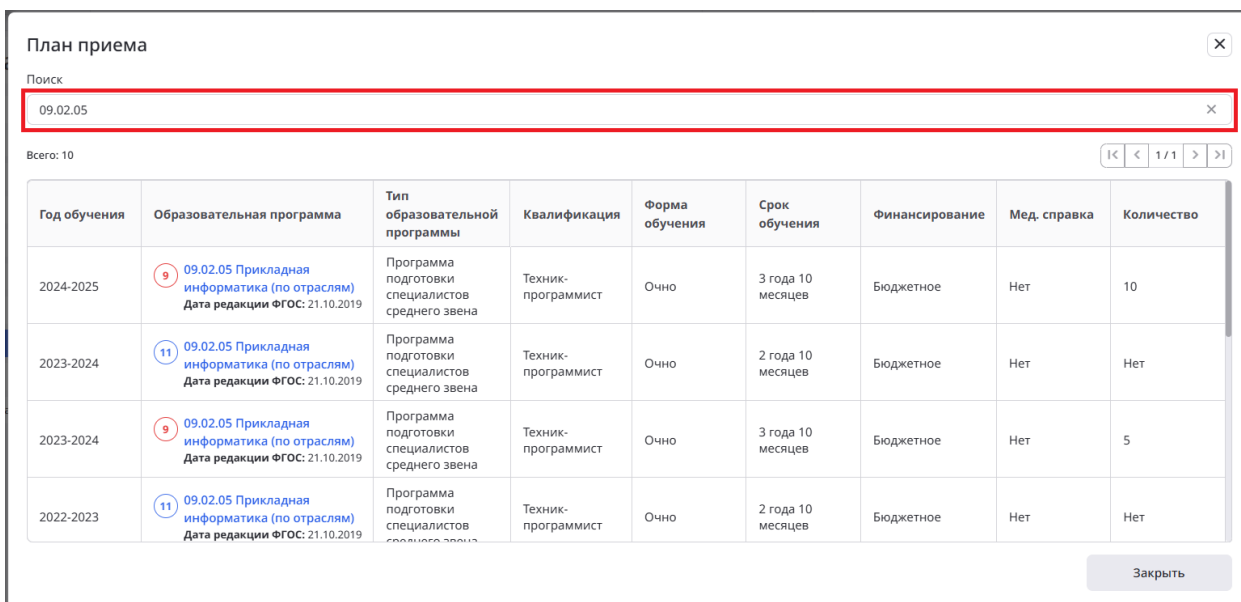 План приема
Поиск
09.02.05
Всего: 10
1 / 1
Год обучения
Образовательная программа
Тип
образовательной
программы
Квалификация
Форма
обучения
Срок
обучения
Финансирование
Мед. справка
Количество
2024-2025
9
09.02.05 Прикладная
информатика (по отраслям)
Дата редакции ФГОС: 21.10.2019
Программа
подготовки
специалистов
среднего звена
Техник-
программист
Очно
3 года 10
месяцев
Бюджетное
Нет
10
2023-2024
11
09.02.05 Прикладная
информатика (по отраслям)
Дата редакции ФГОС: 21.10.2019
Программа
подготовки
специалистов
среднего звена
Техник-
программист
Очно
2 года 10
месяцев
Бюджетное
Нет
Нет
2023-2024
9
09.02.05 Прикладная
информатика (по отраслям)
Дата редакции ФГОС: 21.10.2019
Программа
подготовки
специалистов
среднего звена
Техник-
программист
Очно
3 года 10
месяцев
Бюджетное
Нет
5
2022-2023
11
09.02.05 Прикладная
информатика (по отраслям)
Дата редакции ФГОС: 21.10.2019
Программа
подготовки
специалистов
среднего звена
Техник-
программист
Очно
2 года 10
месяцев
Бюджетное
Нет
Нет
Закрыть